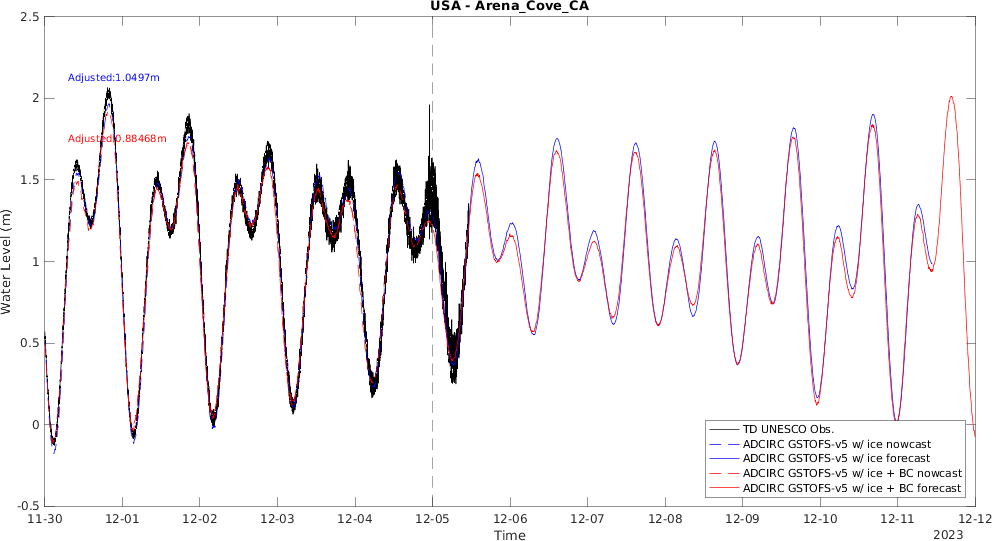 USA - Arena_Cove_CA
2.5
2
1.5
1
0.5
0
-0.5
Water Level (m)
Adjusted:1.0497m
Adjusted:0.88468m
TD UNESCO Obs.
ADCIRC GSTOFS-v5 w/ ice nowcast
ADCIRC GSTOFS-v5 w/ ice forecast
ADCIRC GSTOFS-v5 w/ ice + BC nowcast
ADCIRC GSTOFS-v5 w/ ice + BC forecast
11-30 12-01 12-02 12-03 12-04 12-05 12-06 12-07 12-08 12-09 12-10 12-11 12-12
Time
2023